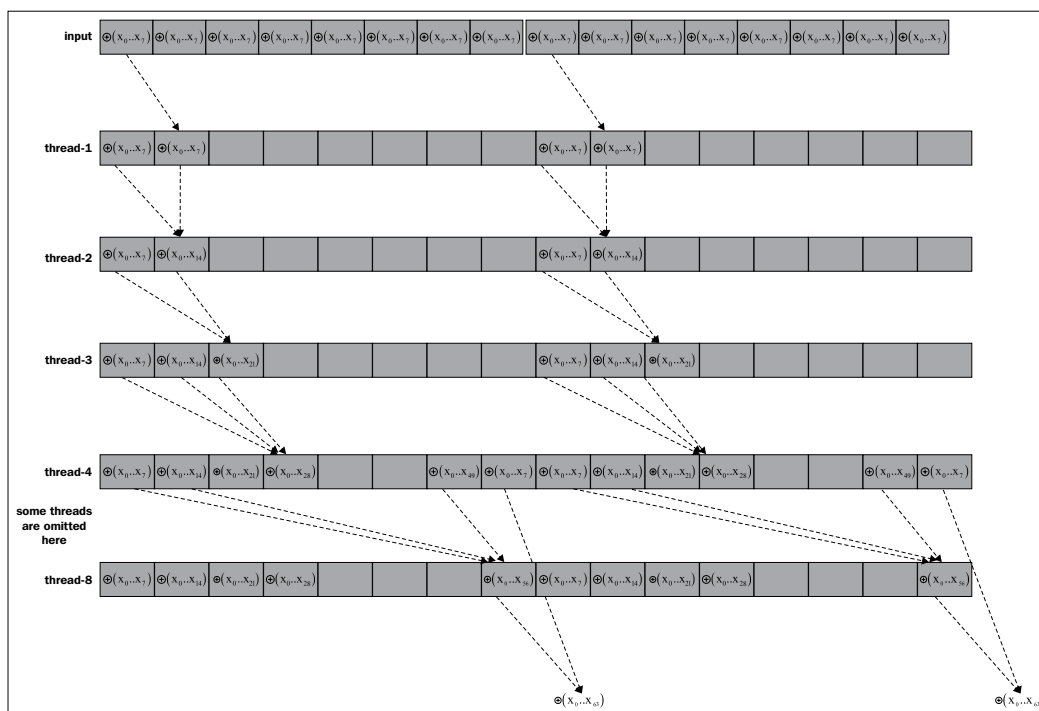 input ⊕(x₀..x₇) ⊕(x₀..x₇) ⊕(x₀..x₇) ⊕(x₀..x₇) ⊕(x₀..x₇) ⊕(x₀..x₇) ⊕(x₀..x₇) ⊕(x₀..x₇) ⊕(x₀..x₇) ⊕(x₀..x₇) ⊕(x₀..x₇) ⊕(x₀..x₇) ⊕(x₀..x₇) ⊕(x₀..x₇) ⊕(x₀..x₇) ⊕(x₀..x₇)
thread-1 ⊕(x₀..x₇) ⊕(x₀..x₇) ⊕(x₀..x₇) ⊕(x₀..x₇)
thread-2 ⊕(x₀..x₇) ⊕(x₀..x₁₄) ⊕(x₀..x₇) ⊕(x₀..x₁₄)
thread-3 ⊕(x₀..x₇) ⊕(x₀..x₁₄) ⊕(x₀..x₂₁) ⊕(x₀..x₇) ⊕(x₀..x₁₄) ⊕(x₀..x₂₁)
thread-4 ⊕(x₀..x₇) ⊕(x₀..x₁₄) ⊕(x₀..x₂₁) ⊕(x₀..x₂₈) ⊕(x₀..x₄₉) ⊕(x₀..x₇) ⊕(x₀..x₇) ⊕(x₀..x₁₄) ⊕(x₀..x₂₁) ⊕(x₀..x₂₈) ⊕(x₀..x₄₉) ⊕(x₀..x₇)
some threads
are omitted
here
thread-8 ⊕(x₀..x₇) ⊕(x₀..x₁₄) ⊕(x₀..x₂₁) ⊕(x₀..x₂₈) ⊕(x₀..x₅₆) ⊕(x₀..x₇) ⊕(x₀..x₁₄) ⊕(x₀..x₂₁) ⊕(x₀..x₂₈) ⊕(x₀..x₅₆)
⊕(x₀..x₆₃) ⊕(x₀..x₆₃